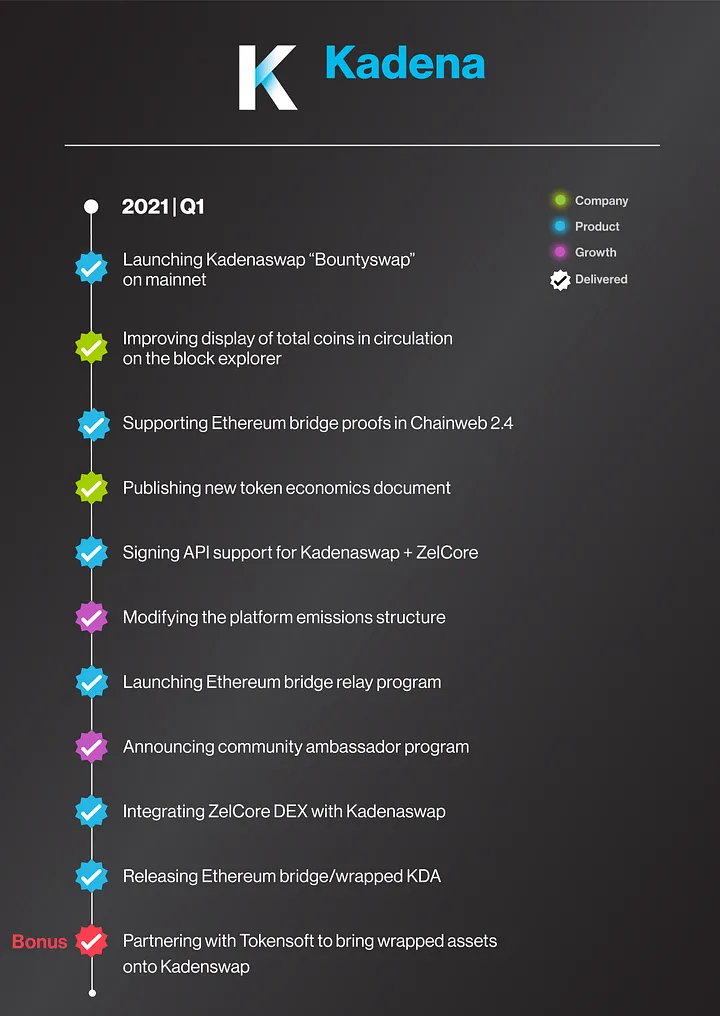 K Kadena
2021|Q1
Company
Product
Growth
Delivered
Launching Kadenaswap “Bountyswap”
on mainnet
Improving display of total coins in circulation
on the block explorer
Supporting Ethereum bridge proofs in Chainweb 2.4
Publishing new token economics document
Signing API support for Kadenaswap + ZelCore
Modifying the platform emissions structure
Launching Ethereum bridge relay program
Announcing community ambassador program
Integrating ZelCore DEX with Kadenaswap
Releasing Ethereum bridge/wrapped KDA
Bonus
Partnering with Tokensoft to bring wrapped assets
onto Kadenswap